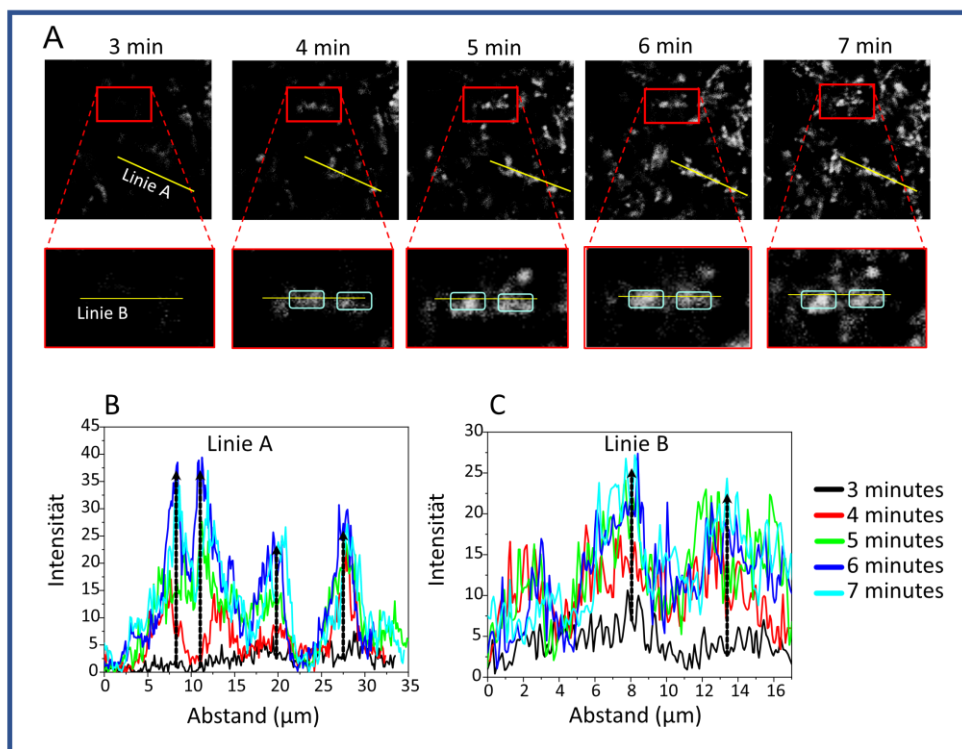 A
3 min
4 min
5 min
6 min
7 min
Linie A
Linie B
B
Linie A
Intensität
45
40
35
30
25
20
15
10
5
0
0
5
10
15
20
25
30
35
Abstand (µm)
C
Linie B
Intensität
30
25
20
15
10
5
0
0
2
4
6
8
10
12
14
16
Abstand (µm)
3 minutes
4 minutes
5 minutes
6 minutes
7 minutes